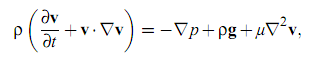 ρ(∂v/∂t + v · ∇v) = −∇p + ρg + μ∇²v,